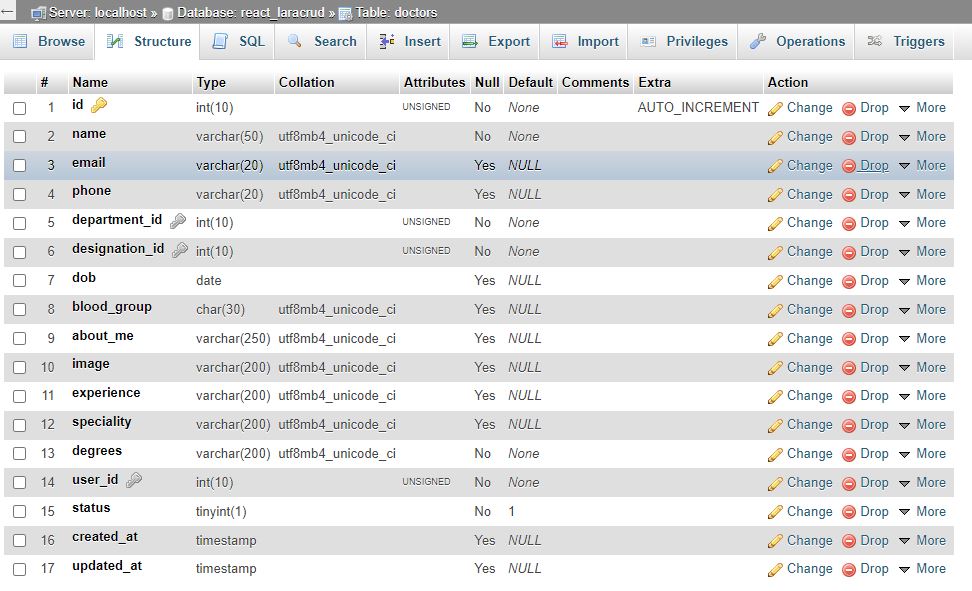 Server: localhost » Database: react_laracrud » Table: doctors
Browse Structure SQL Search Insert Export Import Privileges Operations Triggers
# Name Type Collation Attributes Null Default Comments Extra Action
1 id int(10) UNSIGNED No None AUTO_INCREMENT Change Drop More
2 name varchar(50) utf8mb4_unicode_ci No None Change Drop More
3 email varchar(20) utf8mb4_unicode_ci Yes NULL Change Drop More
4 phone varchar(20) utf8mb4_unicode_ci Yes NULL Change Drop More
5 department_id int(10) UNSIGNED No None Change Drop More
6 designation_id int(10) UNSIGNED No None Change Drop More
7 dob date Yes NULL Change Drop More
8 blood_group char(30) utf8mb4_unicode_ci Yes NULL Change Drop More
9 about_me varchar(250) utf8mb4_unicode_ci Yes NULL Change Drop More
10 image varchar(200) utf8mb4_unicode_ci Yes NULL Change Drop More
11 experience varchar(200) utf8mb4_unicode_ci Yes NULL Change Drop More
12 speciality varchar(200) utf8mb4_unicode_ci Yes NULL Change Drop More
13 degrees varchar(200) utf8mb4_unicode_ci No None Change Drop More
14 user_id int(10) UNSIGNED No None Change Drop More
15 status tinyint(1) No 1 Change Drop More
16 created_at timestamp Yes NULL Change Drop More
17 updated_at timestamp Yes NULL Change Drop More